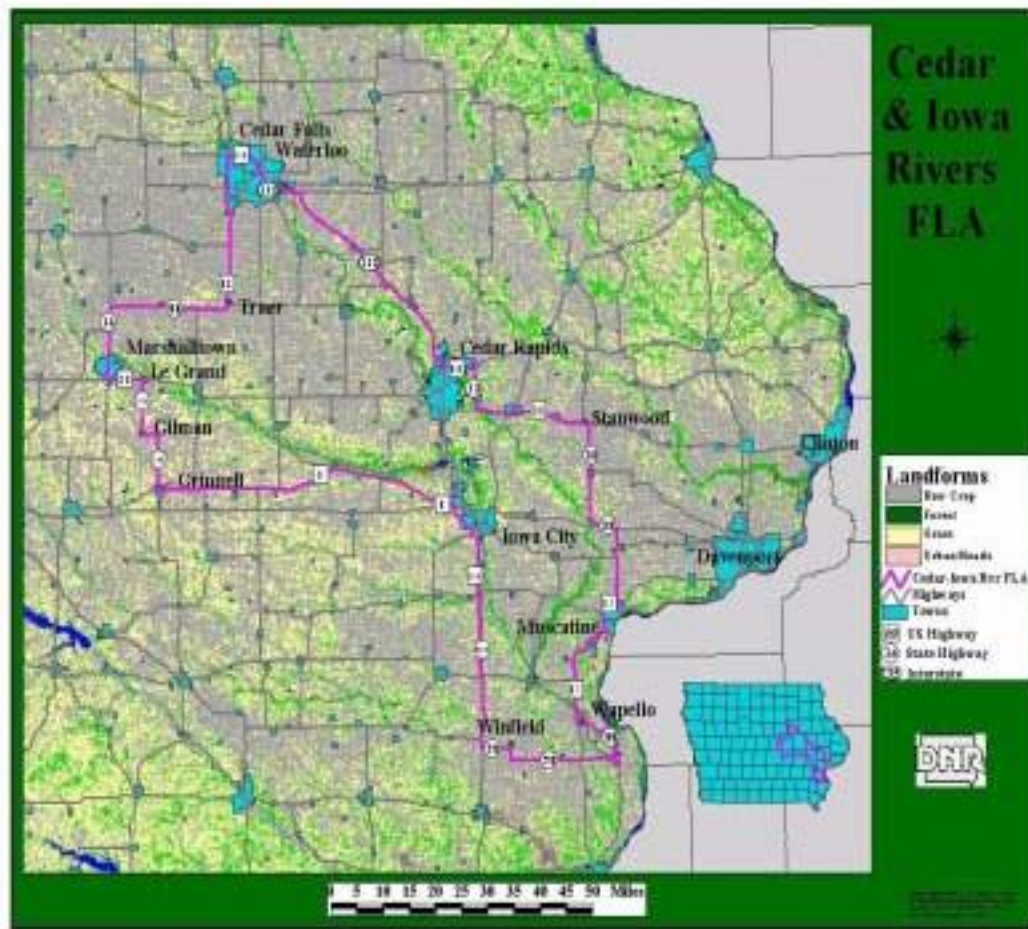 Cedar
& Iowa
Rivers
FLA
Cedar Falls
Waterloo
Traer
Marshalltown
Le Grand
Gilman
Grinnell
Cedar Rapids
Stanwood
Clinton
Iowa City
Davenport
Muscatine
Wapello
Winfield
Landforms
Row Crop
Forest
Grass
Urban/Roads
Cedar-Iowa Rvr FLA
Highways
Towns
US Highway
State Highway
Interstate
DNR
0 5 10 15 20 25 30 35 40 45 50 Miles